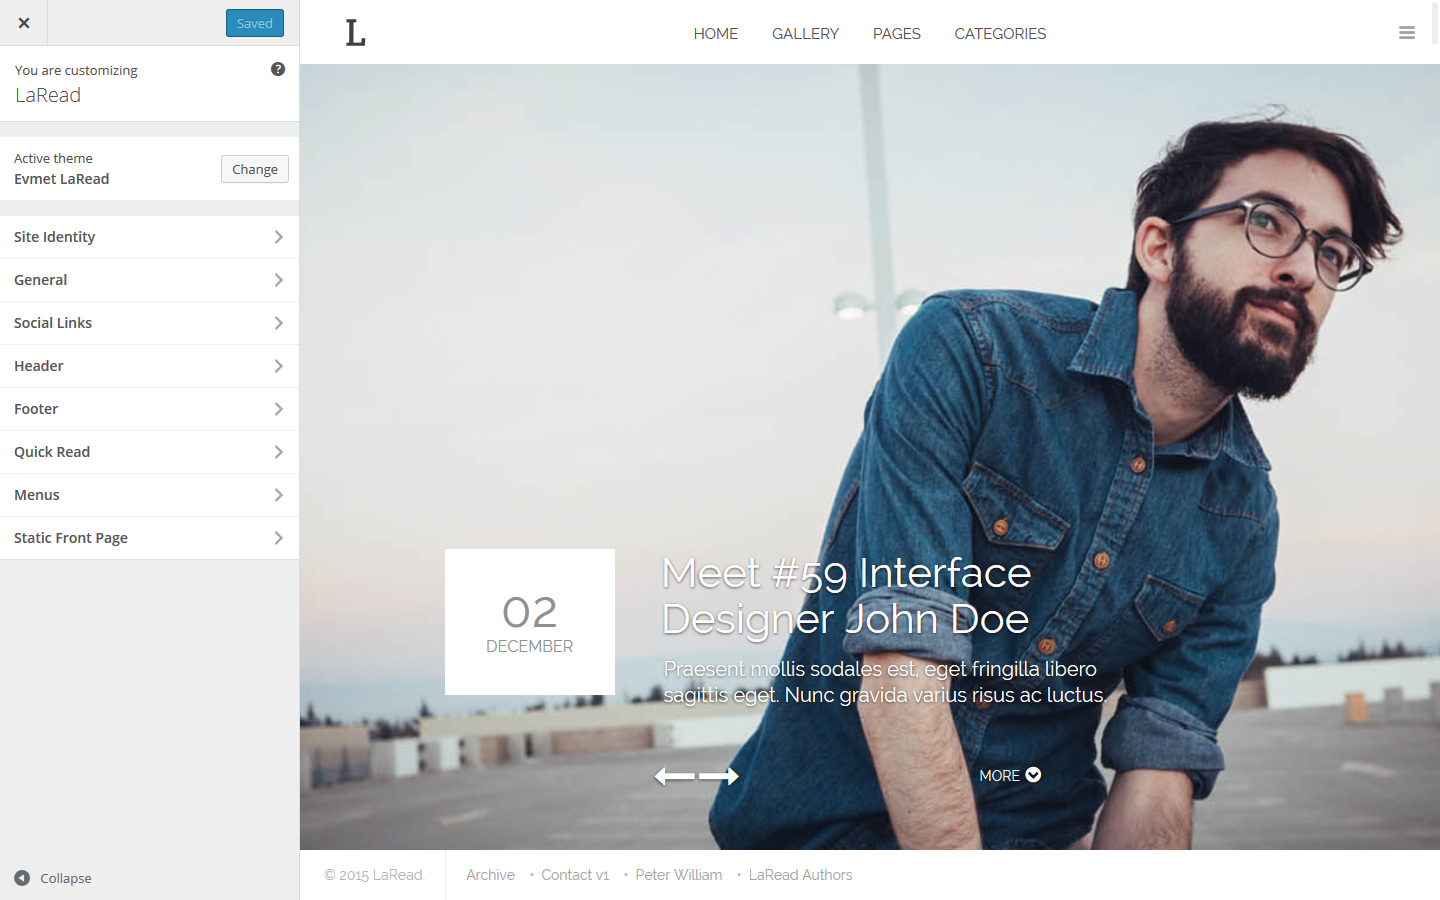 Saved
You are customizing
LaRead
Active theme
Evmet LaRead
Change
Site Identity
General
Social Links
Header
Footer
Quick Read
Menus
Static Front Page
Collapse
L
HOME GALLERY PAGES CATEGORIES
02
DECEMBER
Meet #59 Interface
Designer John Doe
Praesent mollis sodales est, eget fringilla libero
sagittis eget. Nunc gravida varius risus ac luctus.
MORE
© 2015 LaRead.
Archive • Contact v1 • Peter William • LaRead Authors